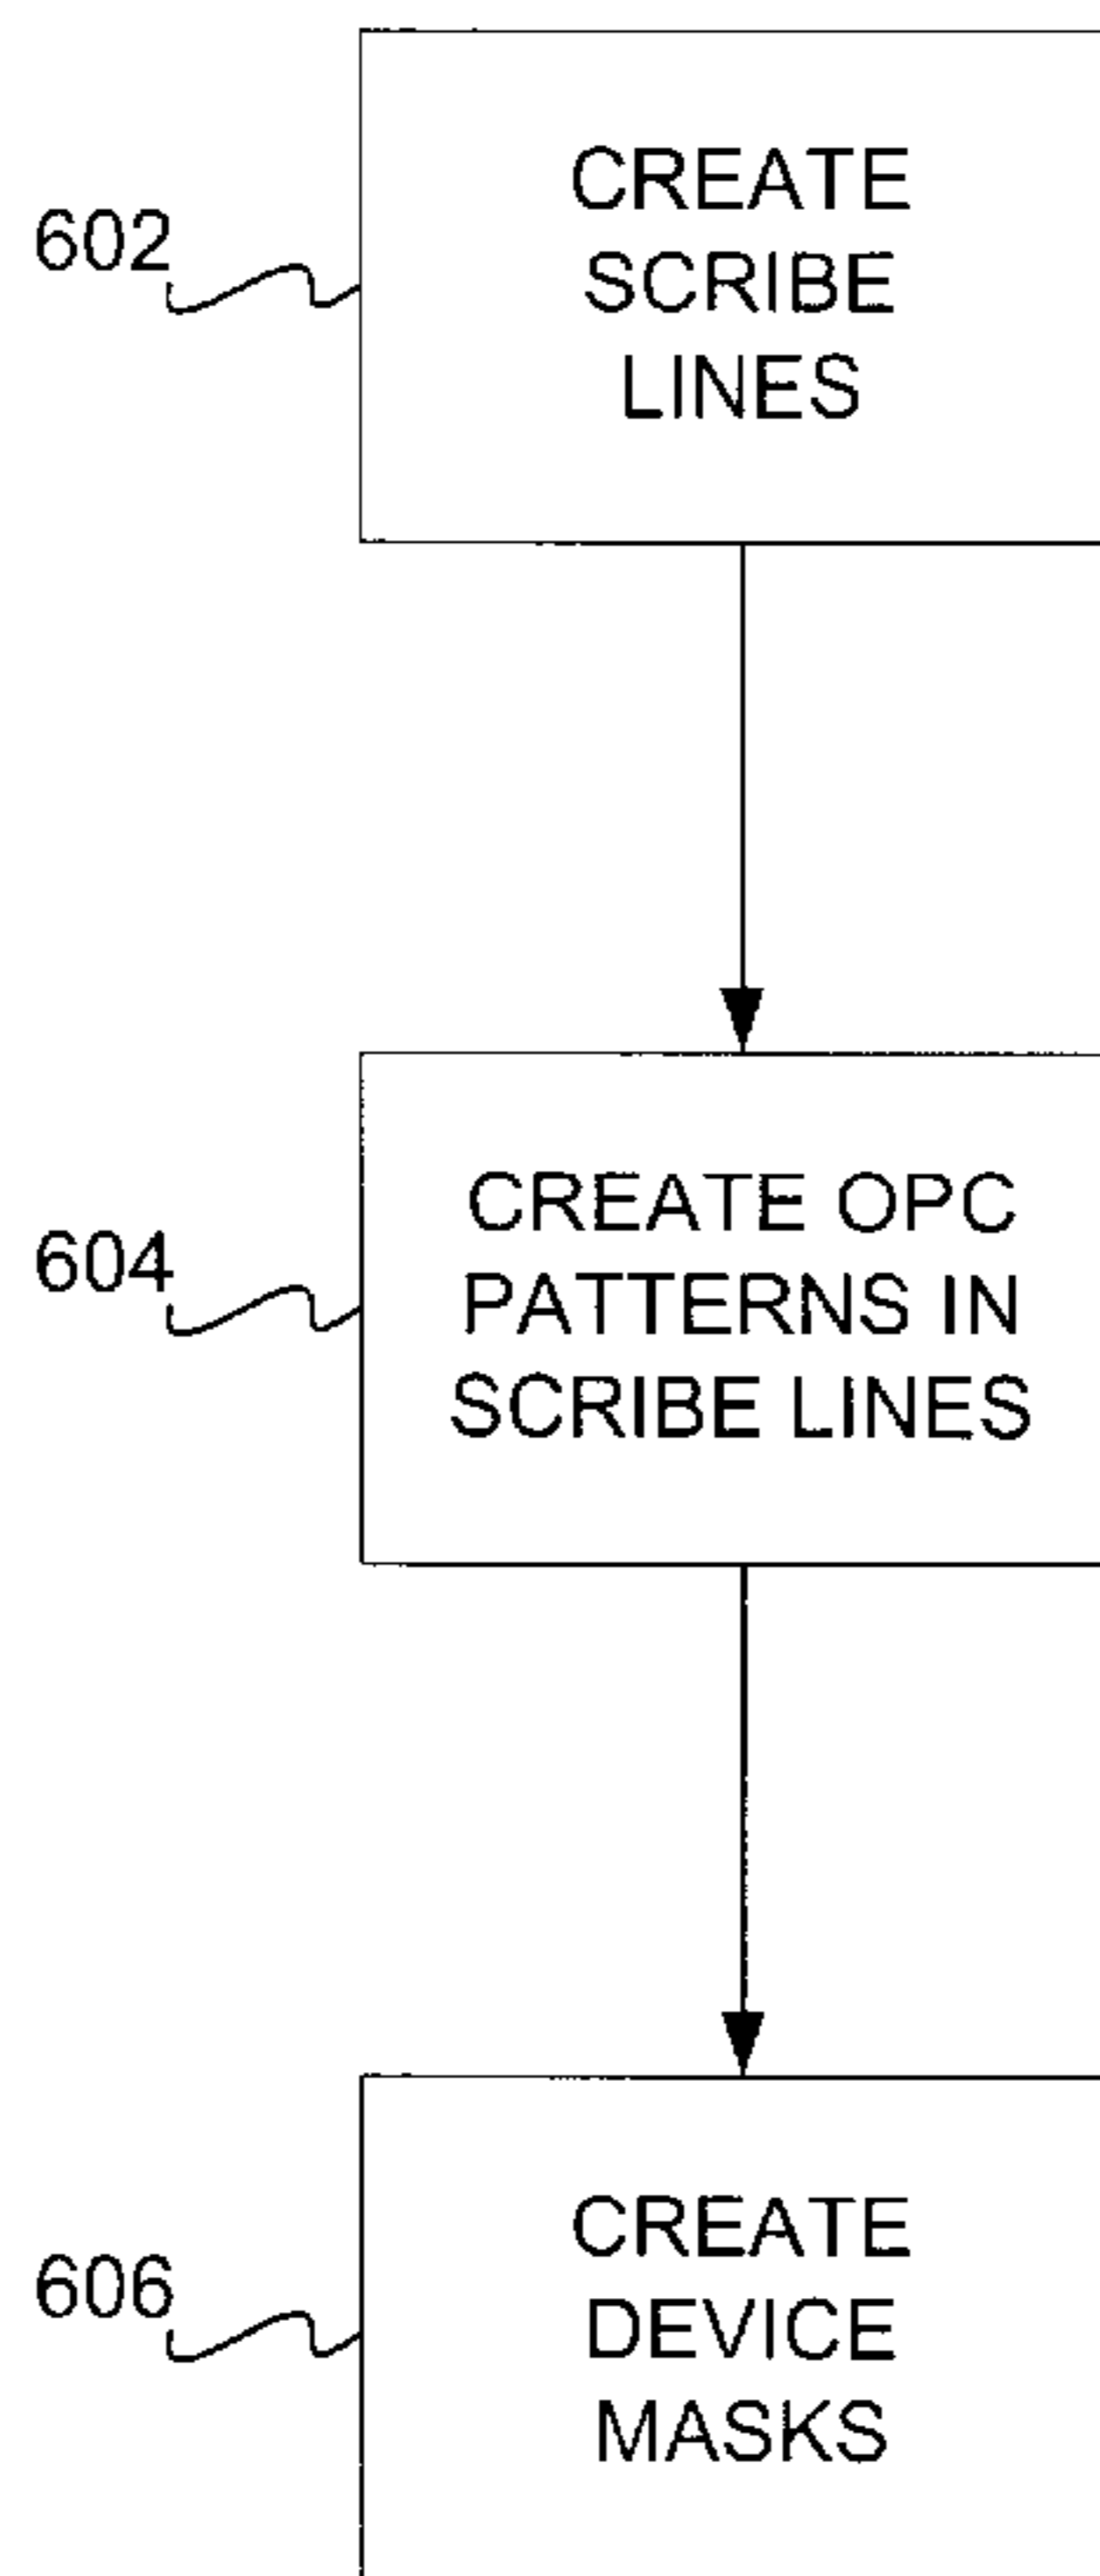 602
CREATE
SCRIBE
LINES
604
CREATE OPC
PATTERNS IN
SCRIBE LINES
606
CREATE
DEVICE
MASKS